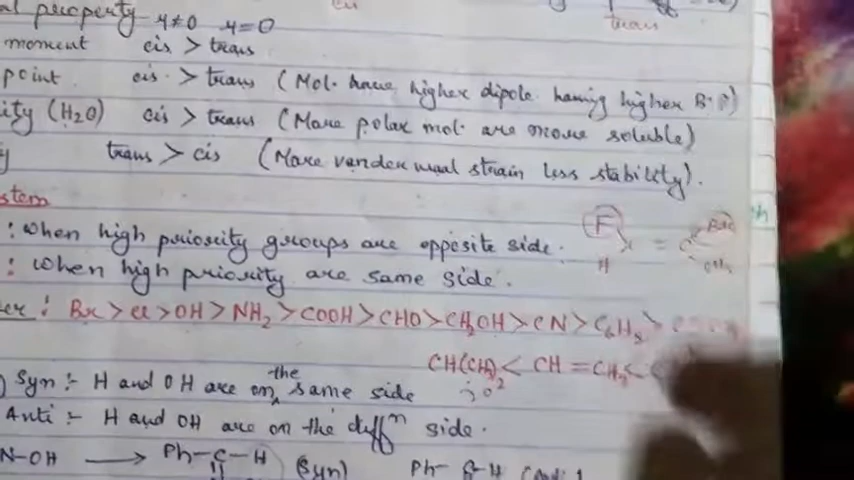 al property μ≠0 μ=0
trans
moment cis > trans
point. cis > trans (Mol. have higher dipole having higher B.P)
ity (H2O) cis > trans (More polar mol. are more soluble)
y trans > cis (More vander waal strain less stability).
stem
: when high priority groups are opposite side.
F
H
=
: when high priority are same side.
er : Br > Cl > OH > NH2 > COOH > CHO > CH2OH > CN > C6H5 >
CH(CH3)2 < CH = CH2 <
) Syn :- H and OH are on the same side
Anti :- H and OH are on the diffn side.
N-OH → Ph-C-H (Syn) Ph-